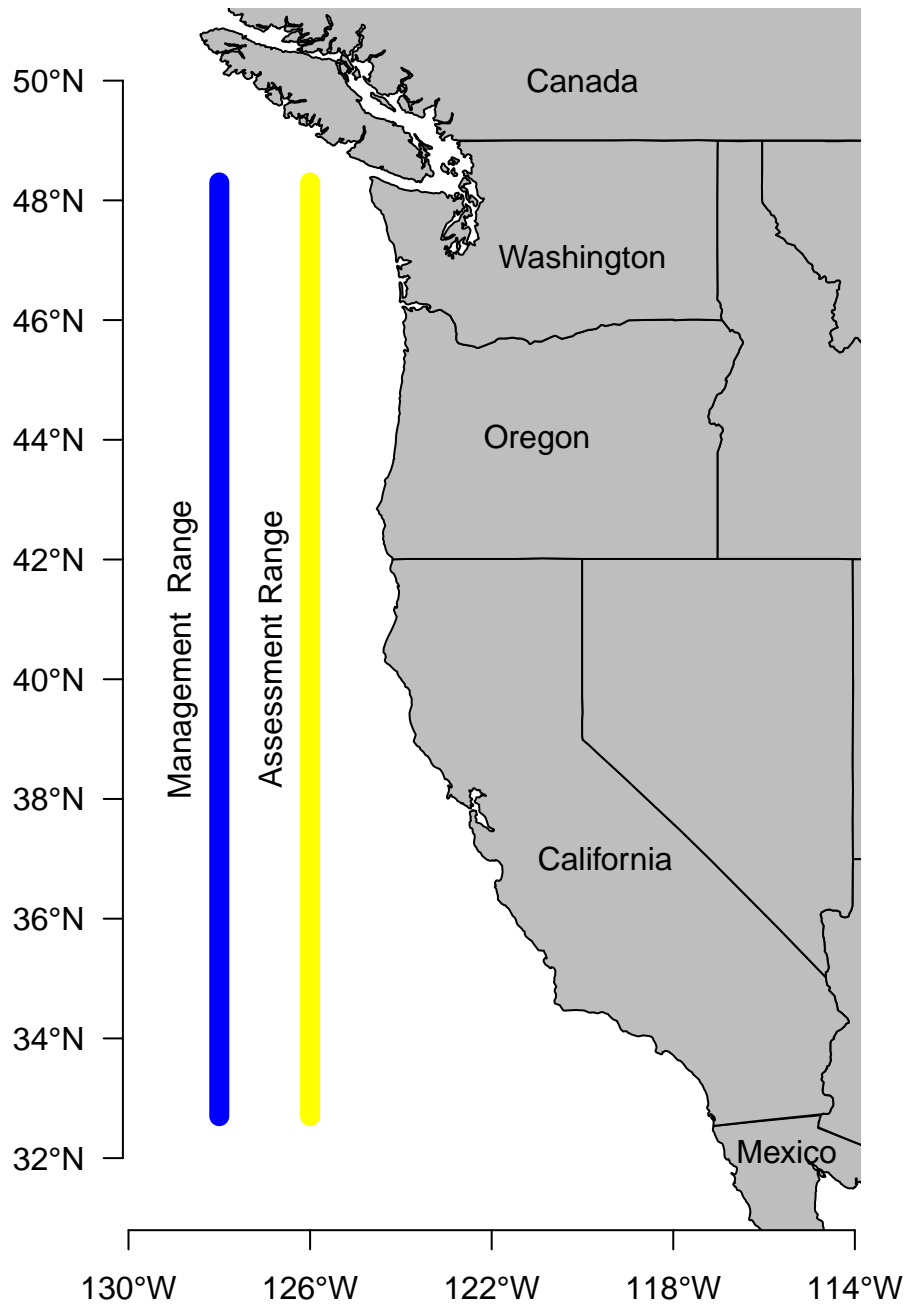 50°N
48°N
46°N
44°N
42°N
40°N
38°N
36°N
34°N
32°N
130°W
126°W
122°W
118°W
114°W
Canada
Washington
Oregon
California
Mexico
Management Range
Assessment Range